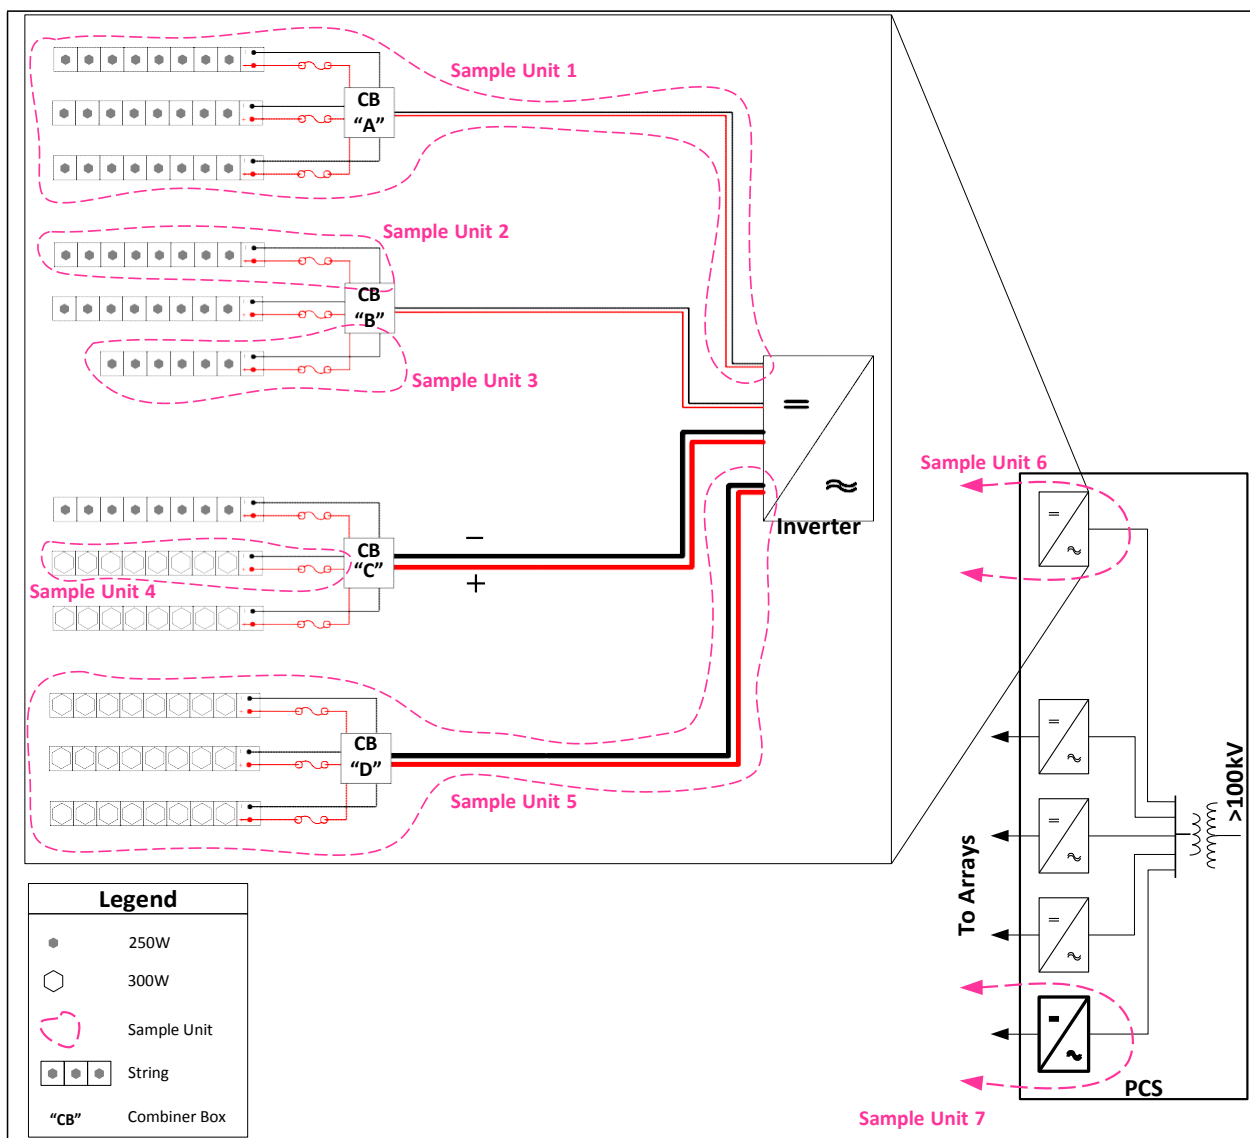 Sample Unit 1
CB
“A”
Sample Unit 2
CB
“B”
Sample Unit 3
=
≈
Inverter
Sample Unit 6
=
~
–
+
CB
“C”
Sample Unit 4
CB
“D”
Sample Unit 5
To Arrays
>100kV
PCS
Sample Unit 7
Legend
250W
300W
Sample Unit
String
“CB”
Combiner Box